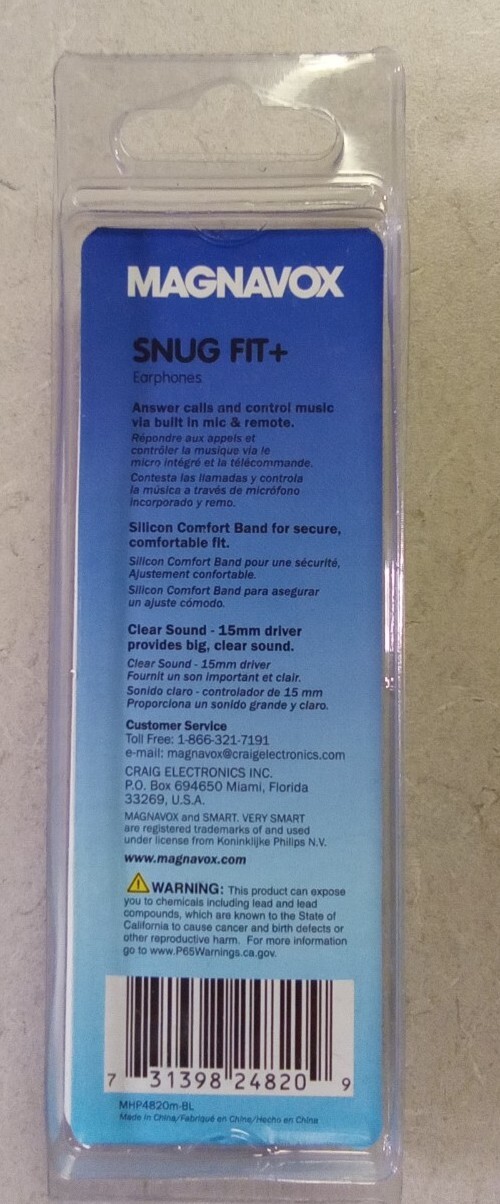 MAGNAVOX
SNUG FIT+
Earphones
Answer calls and control music
via built in mic & remote.
Répondre aux appels et
contrôler la musique via le
micro intégré et la télécommande.
Contesta las llamadas y controla
la música a través de micrófono
incorporado y remo.
Silicon Comfort Band for secure,
comfortable fit.
Silicon Comfort Band pour une sécurité,
Ajustement confortable.
Silicon Comfort Band para asegurar
un ajuste cómodo.
Clear Sound - 15mm driver
provides big, clear sound.
Clear Sound - 15mm driver
Fournit un son important et clair.
Sonido claro - controlador de 15 mm
Proporciona un sonido grande y claro.
Customer Service
Toll Free: 1-866-321-7191
e-mail: magnavox@craigelectronics.com
CRAIG ELECTRONICS INC.
P.O. Box 694650 Miami, Florida
33269, U.S.A.
MAGNAVOX and SMART. VERY SMART
are registered trademarks of and used
under license from Koninklijke Philips N.V.
www.magnavox.com
WARNING: This product can expose
you to chemicals including lead and lead
compounds, which are known to the State of
California to cause cancer and birth defects or
other reproductive harm. For more information
go to www.P65Warnings.ca.gov.
7 31398 24820 9
MHP4820m-BL
Made in China/Fabriqué en Chine/Hecho en China